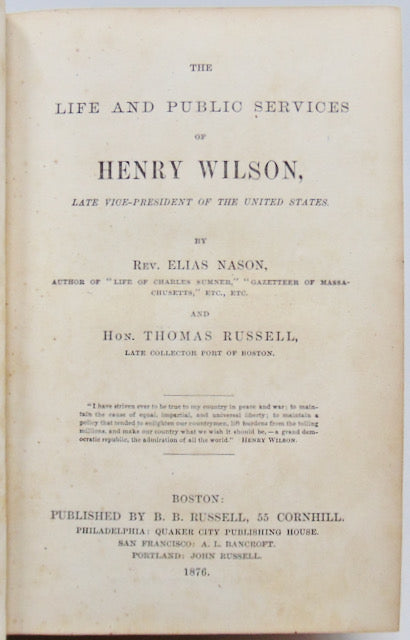 THE
LIFE AND PUBLIC SERVICES
OF
HENRY WILSON,
LATE VICE-PRESIDENT OF THE UNITED STATES.
BY
REV. ELIAS NASON,
AUTHOR OF "LIFE OF CHARLES SUMNER," "GAZETTEER OF MASSA-
CHUSETTS," ETC., ETC.
AND
HON. THOMAS RUSSELL,
LATE COLLECTOR PORT OF BOSTON.
"I have striven ever to be true to my country in peace and war; to main-
tain the cause of equal, impartial, and universal liberty; to maintain a
policy that tended to enlighten our countrymen, lift burdens from the toiling
millions, and make our country what we wish it should be,—a grand dem-
ocratic republic, the admiration of all the world." HENRY WILSON.
BOSTON:
PUBLISHED BY B. B. RUSSELL, 55 CORNHILL.
PHILADELPHIA: QUAKER CITY PUBLISHING HOUSE.
SAN FRANCISCO: A. L. BANCROFT.
PORTLAND: JOHN RUSSELL.
1876.